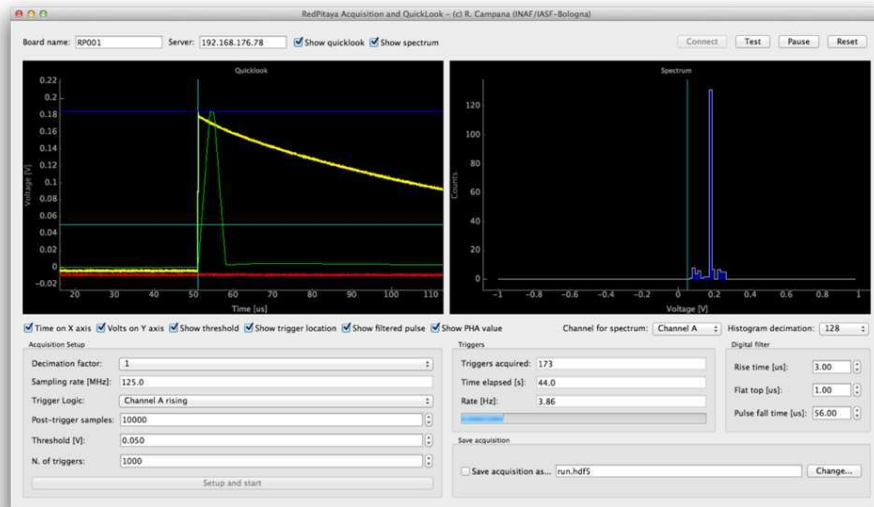 RedPitaya Acquisition and QuickLook - (c) R. Campana (INAF/IASF-Bologna)
Board name: RP001 Server: 192.168.176.78 Show quicklook Show spectrum Connect Test Pause Reset
Quicklook
0.22
0.2
0.18
0.16
0.14
0.12
0.1
0.08
0.06
0.04
0.02
0
-0.02
Voltage [V]
20 30 40 50 60 70 80 90 100 110
Time [us]
Spectrum
120
100
80
60
40
20
0
Counts
-1 -0.8 -0.6 -0.4 -0.2 0 0.2 0.4 0.6 0.8 1
Voltage [V]
Time on X axis Volts on Y axis Show threshold Show trigger location Show filtered pulse Show PHA value Channel for spectrum: Channel A Histogram decimation: 128
Acquisition Setup
Decimation factor: 1
Sampling rate [MHz]: 125.0
Trigger Logic: Channel A rising
Post-trigger samples: 10000
Threshold [V]: 0.050
N. of triggers: 1000
Setup and start
Triggers
Triggers acquired: 173
Time elapsed [s]: 44.0
Rate [Hz]: 3.86
Digital filter
Rise time [us]: 3.00
Flat top [us]: 1.00
Pulse fall time [us]: 56.00
Save acquisition
Save acquisition as... run.hdf5 Change...